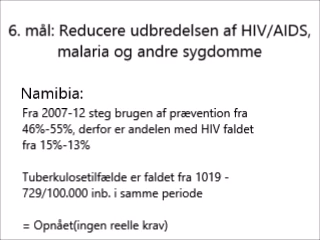 6. mål: Reducere udbredelsen af HIV/AIDS,
malaria og andre sygdomme
Namibia:
Fra 2007-12 steg brugen af prævention fra
46%-55%, derfor er andelen med HIV faldet
fra 15%-13%
Tuberkulosetilfælde er faldet fra 1019 -
729/100.000 inb. i samme periode
= Opnået(ingen reelle krav)